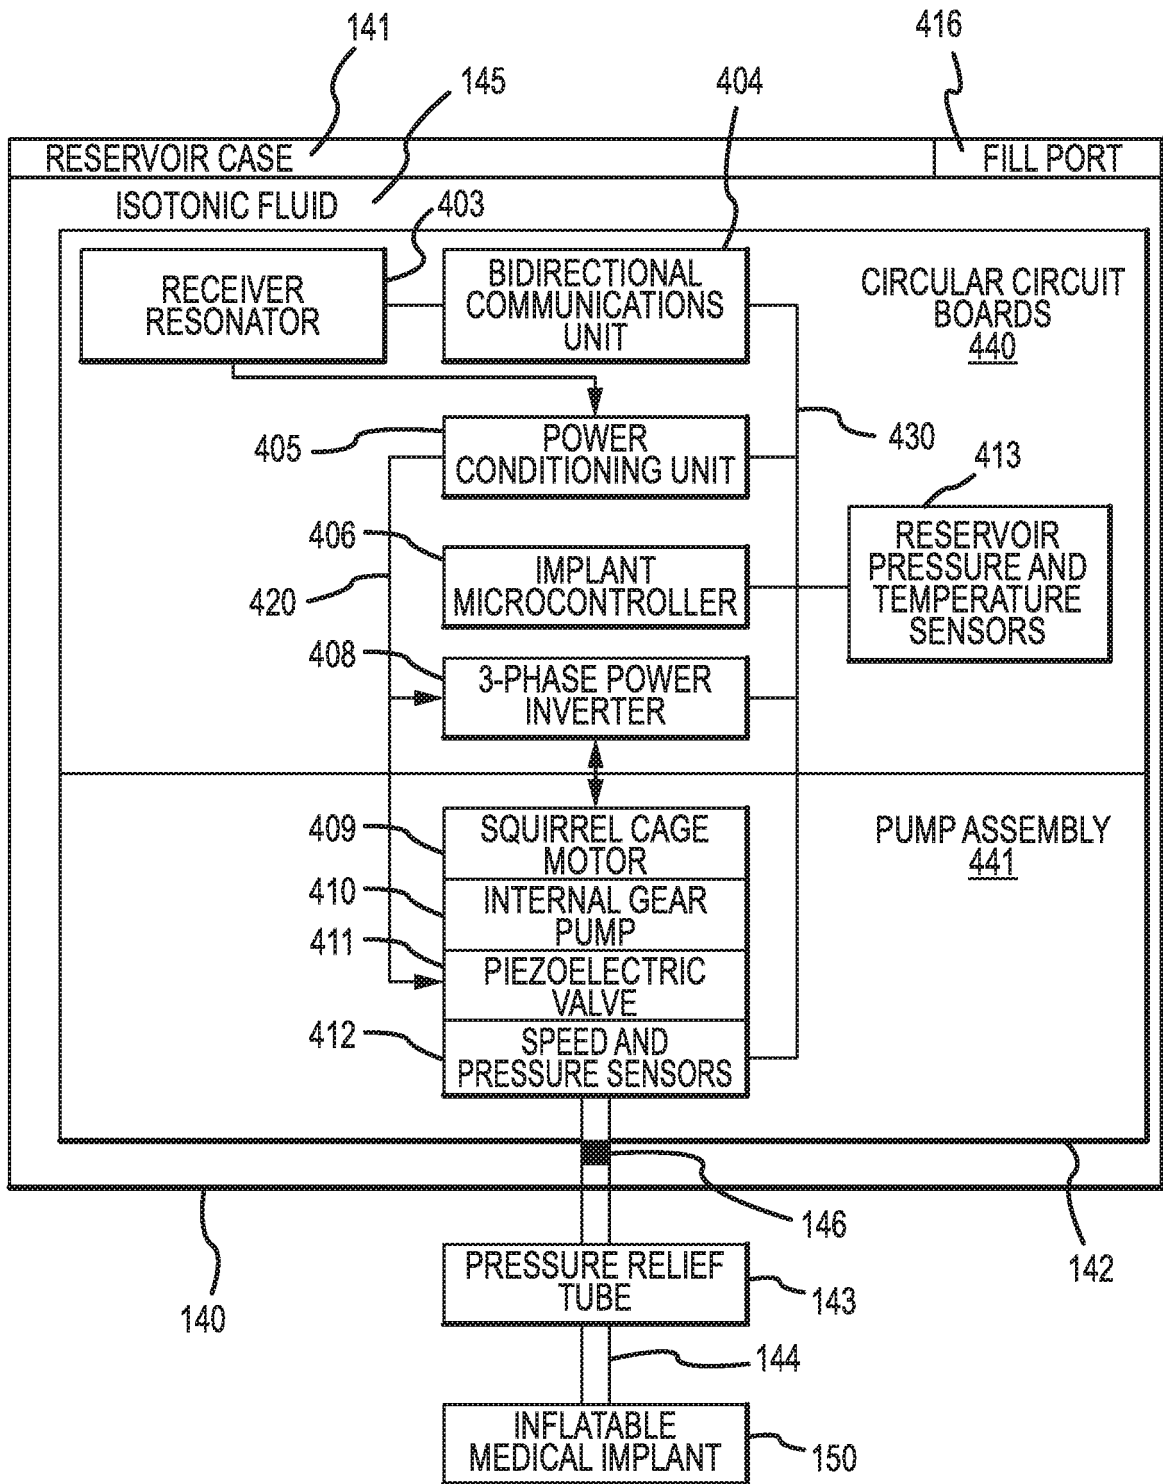 141
416
145
404
RESERVOIR CASE
FILL PORT
ISOTONIC FLUID
403
RECEIVER
RESONATOR
BIDIRECTIONAL
COMMUNICATIONS
UNIT
CIRCULAR CIRCUIT
BOARDS
440
405
POWER
CONDITIONING UNIT
430
413
406
IMPLANT
MICROCONTROLLER
RESERVOIR
PRESSURE AND
TEMPERATURE
SENSORS
420
408
3-PHASE POWER
INVERTER
409
SQUIRREL CAGE
MOTOR
PUMP ASSEMBLY
441
410
INTERNAL GEAR
PUMP
411
PIEZOELECTRIC
VALVE
412
SPEED AND
PRESSURE SENSORS
146
142
140
PRESSURE RELIEF
TUBE
143
144
INFLATABLE
MEDICAL IMPLANT
150